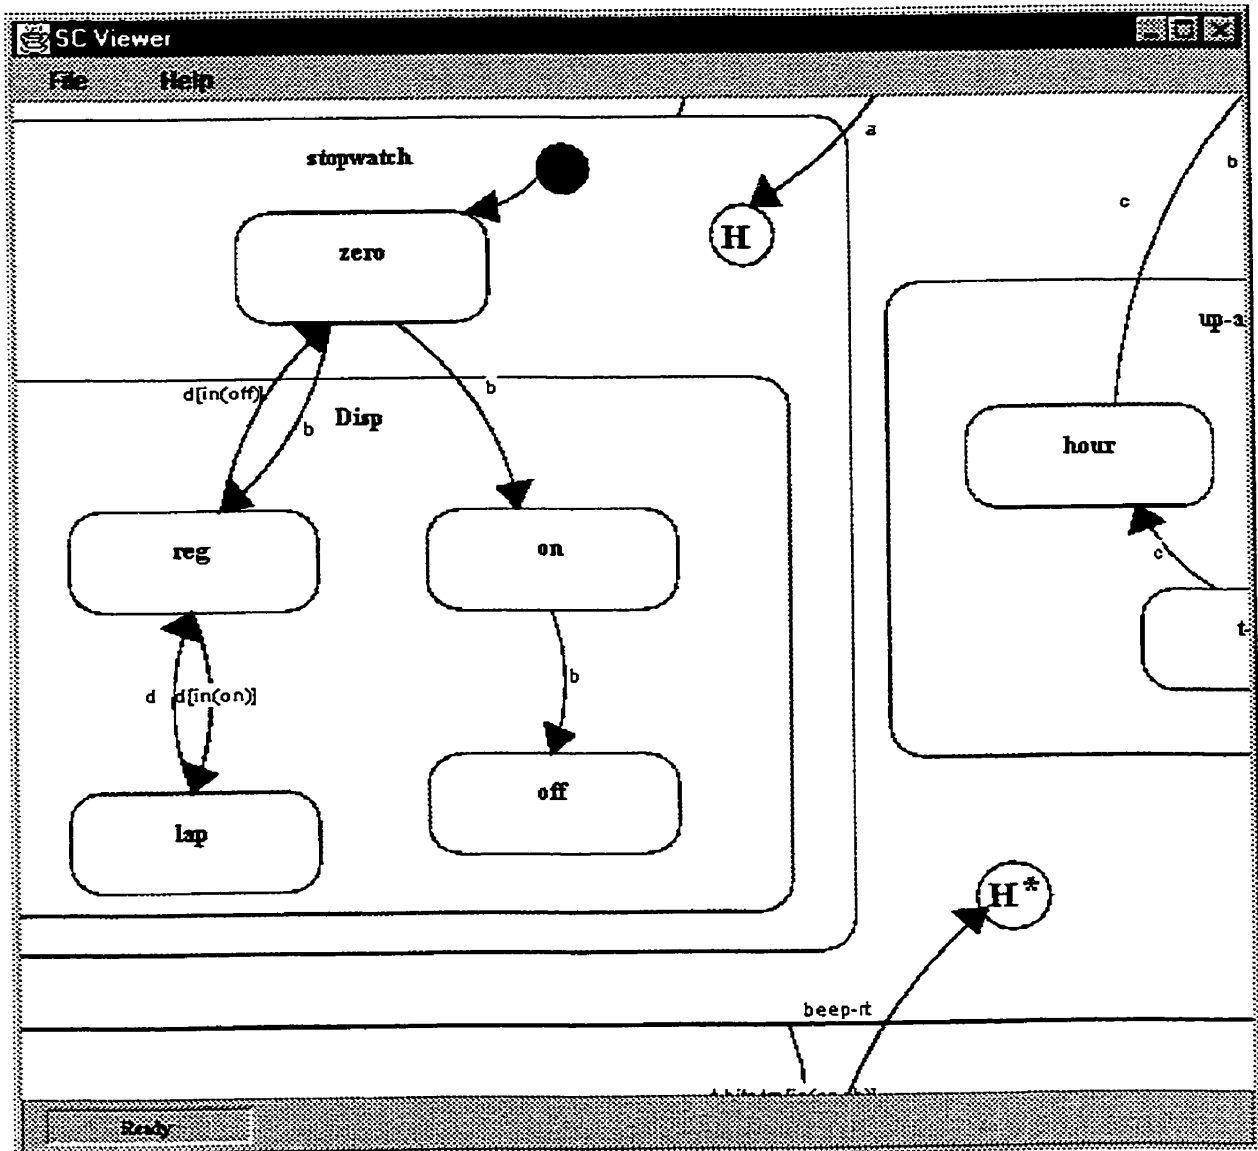 SC Viewer
File Help
stopwatch
a
b
c
H
zero
up-a
d[in(off)]
b
Disp
b
hour
reg
on
c
t-
d
d[in(on)]
b
lap
off
H*
beep-rt
Ready